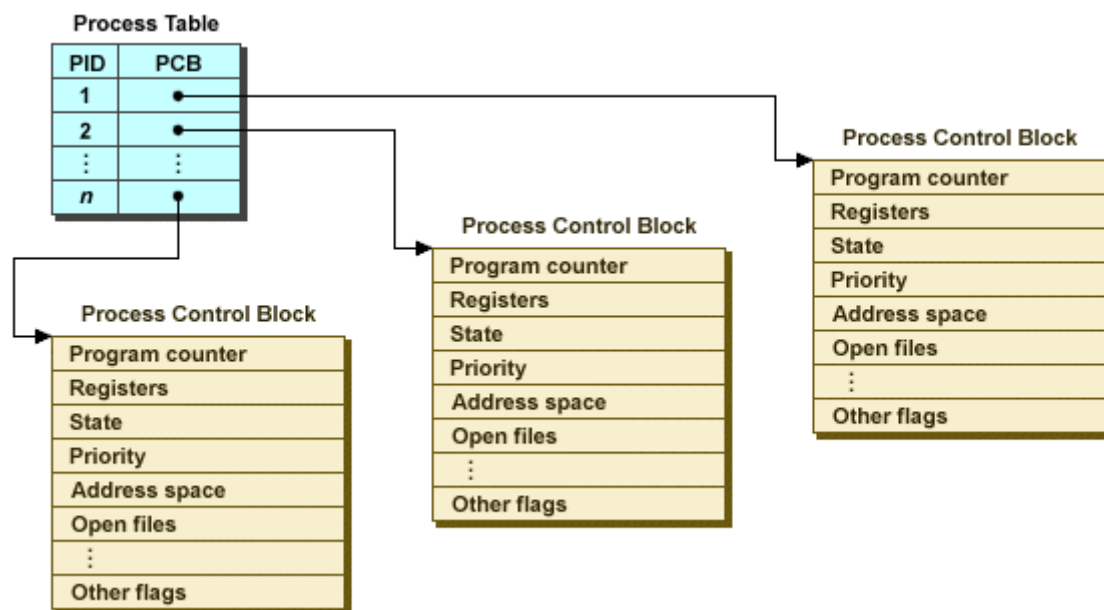 Process Table
PID PCB
1
2
⋮ ⋮
n
Process Control Block
Program counter
Registers
State
Priority
Address space
Open files
⋮
Other flags
Process Control Block
Program counter
Registers
State
Priority
Address space
Open files
⋮
Other flags
Process Control Block
Program counter
Registers
State
Priority
Address space
Open files
⋮
Other flags